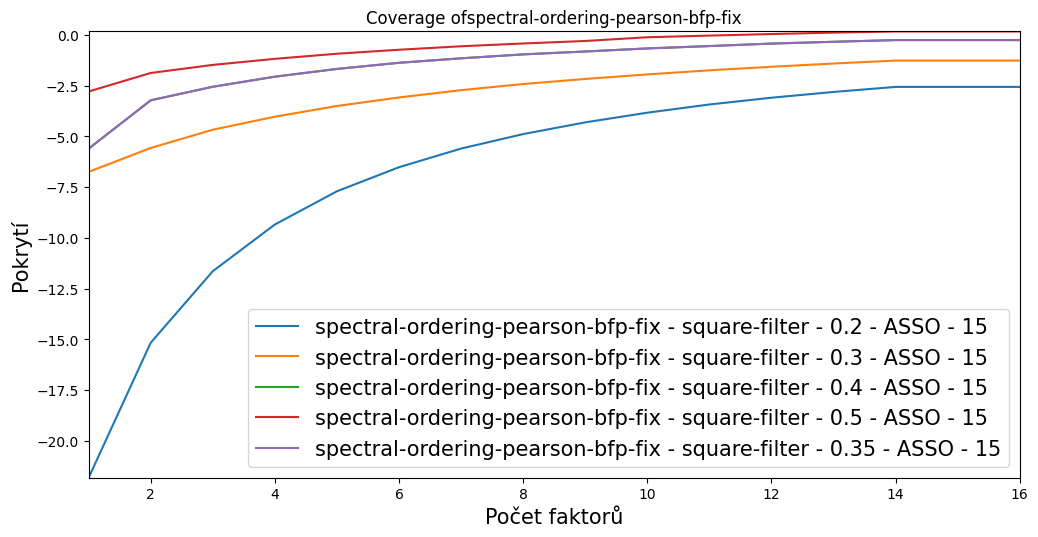 Coverage ofspectral-ordering-pearson-bfp-fix
0.0
−2.5
−5.0
−7.5
−10.0
−12.5
−15.0
−17.5
−20.0
Pokrytí
spectral-ordering-pearson-bfp-fix - square-filter - 0.2 - ASSO - 15
spectral-ordering-pearson-bfp-fix - square-filter - 0.3 - ASSO - 15
spectral-ordering-pearson-bfp-fix - square-filter - 0.4 - ASSO - 15
spectral-ordering-pearson-bfp-fix - square-filter - 0.5 - ASSO - 15
spectral-ordering-pearson-bfp-fix - square-filter - 0.35 - ASSO - 15
2 4 6 8 10 12 14 16
Počet faktorů